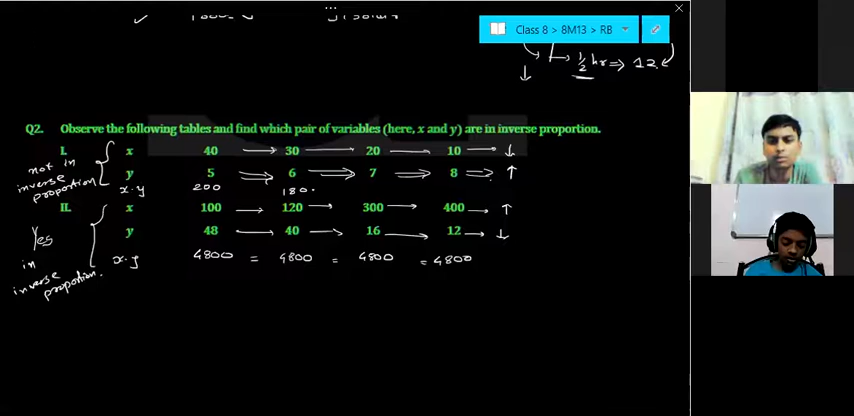 Class 8 > 8M13 > RB
1/2 hr ⇒ 12
Q2. Observe the following tables and find which pair of variables (here, x and y) are in inverse proportion.
I. x 40 → 30 → 20 → 10 → ↓
not in inverse proportion
y 5 ⇒ 6 ⇒ 7 ⇒ 8 ⇒ ↑
x·y 200 180.
II. x 100 → 120 → 300 → 400 → ↑
Yes in inverse proportion.
y 48 → 40 → 16 → 12 → ↓
x·y 4800 = 4800 = 4800 = 4800